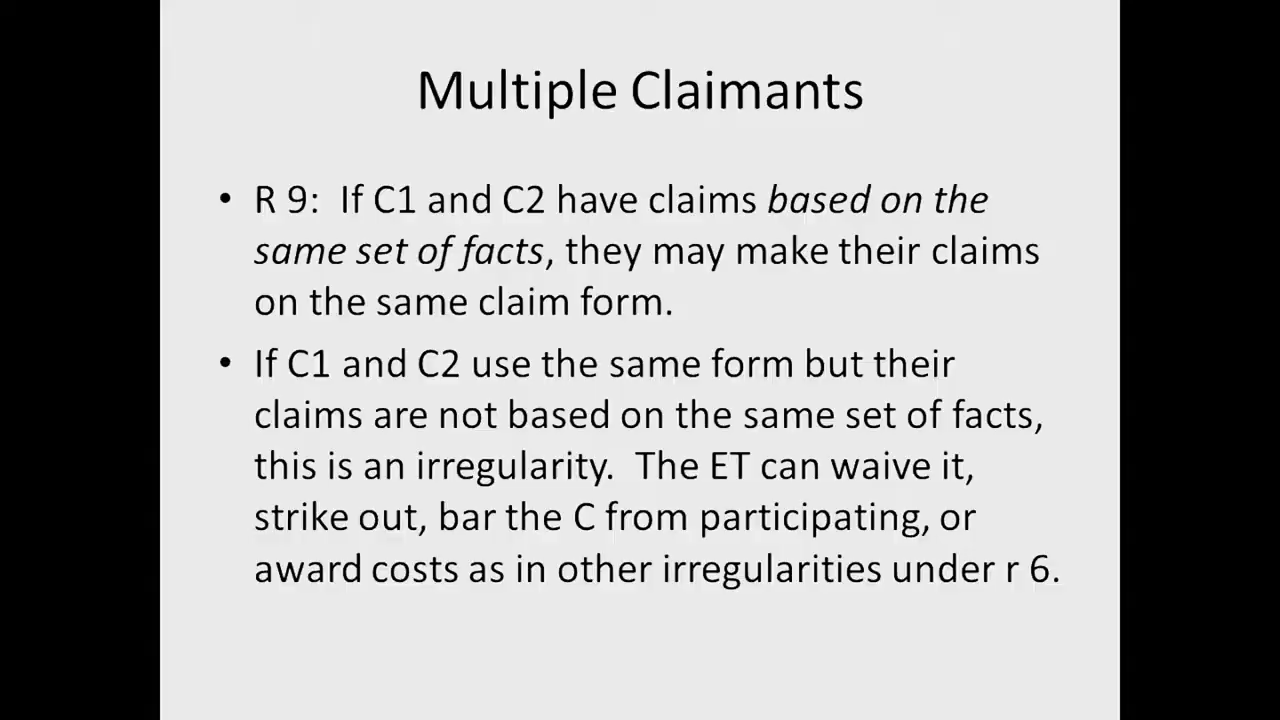 Multiple Claimants
• R 9:  If C1 and C2 have claims based on the
same set of facts, they may make their claims
on the same claim form.
• If C1 and C2 use the same form but their
claims are not based on the same set of facts,
this is an irregularity.  The ET can waive it,
strike out, bar the C from participating, or
award costs as in other irregularities under r 6.